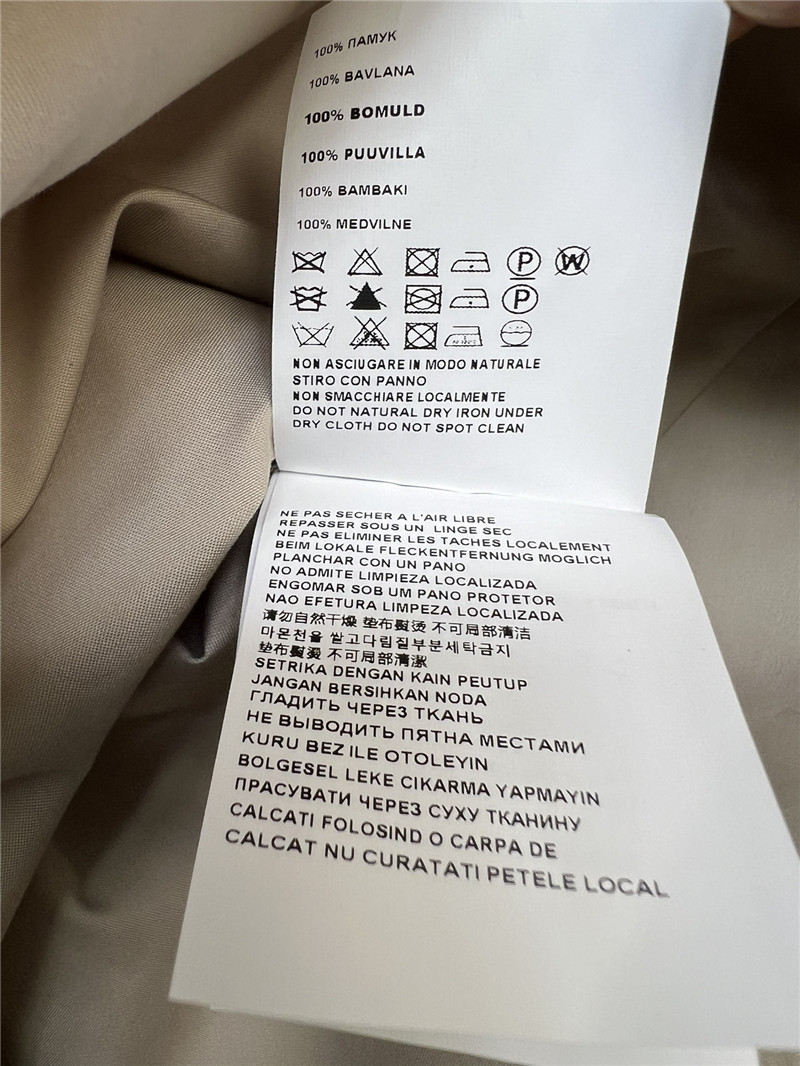 100% ПАМУК
100% BAVLANA
100% BOMULD
100% PUUVILLA
100% BAMBAKI
100% MEDVILNE
P W
P
NON ASCIUGARE IN MODO NATURALE
STIRO CON PANNO
NON SMACCHIARE LOCALMENTE
DO NOT NATURAL DRY IRON UNDER
DRY CLOTH DO NOT SPOT CLEAN
NE PAS SECHER A L'AIR LIBRE
REPASSER SOUS UN LINGE SEC
NE PAS ELIMINER LES TACHES LOCALEMENT
BEIM LOKALE FLECKENTFERNUNG MOGLICH
PLANCHAR CON UN PANO
NO ADMITE LIMPIEZA LOCALIZADA
ENGOMAR SOB UM PANO PROTETOR
NAO EFETURA LIMPEZA LOCALIZADA
请勿自然干燥 垫布熨烫 不可局部清洁
마몬천을 쌀고다림질부분세탁금지
垫布熨燙 不可局部清潔
SETRIKA DENGAN KAIN PEUTUP
JANGAN BERSIHKAN NODA
ГЛАДИТЬ ЧЕРЕЗ ТКАНЬ
НЕ ВЫВОДИТЬ ПЯТНА МЕСТАМИ
KURU BEZ ILE OTOLEYIN
BOLGESEL LEKE CIKARMA YAPMAYIN
ПРАСУВАТИ ЧЕРЕЗ СУХУ ТКАНИНУ
CALCATI FOLOSIND O CARPA DE
CALCAT NU CURATATI PETELE LOCAL